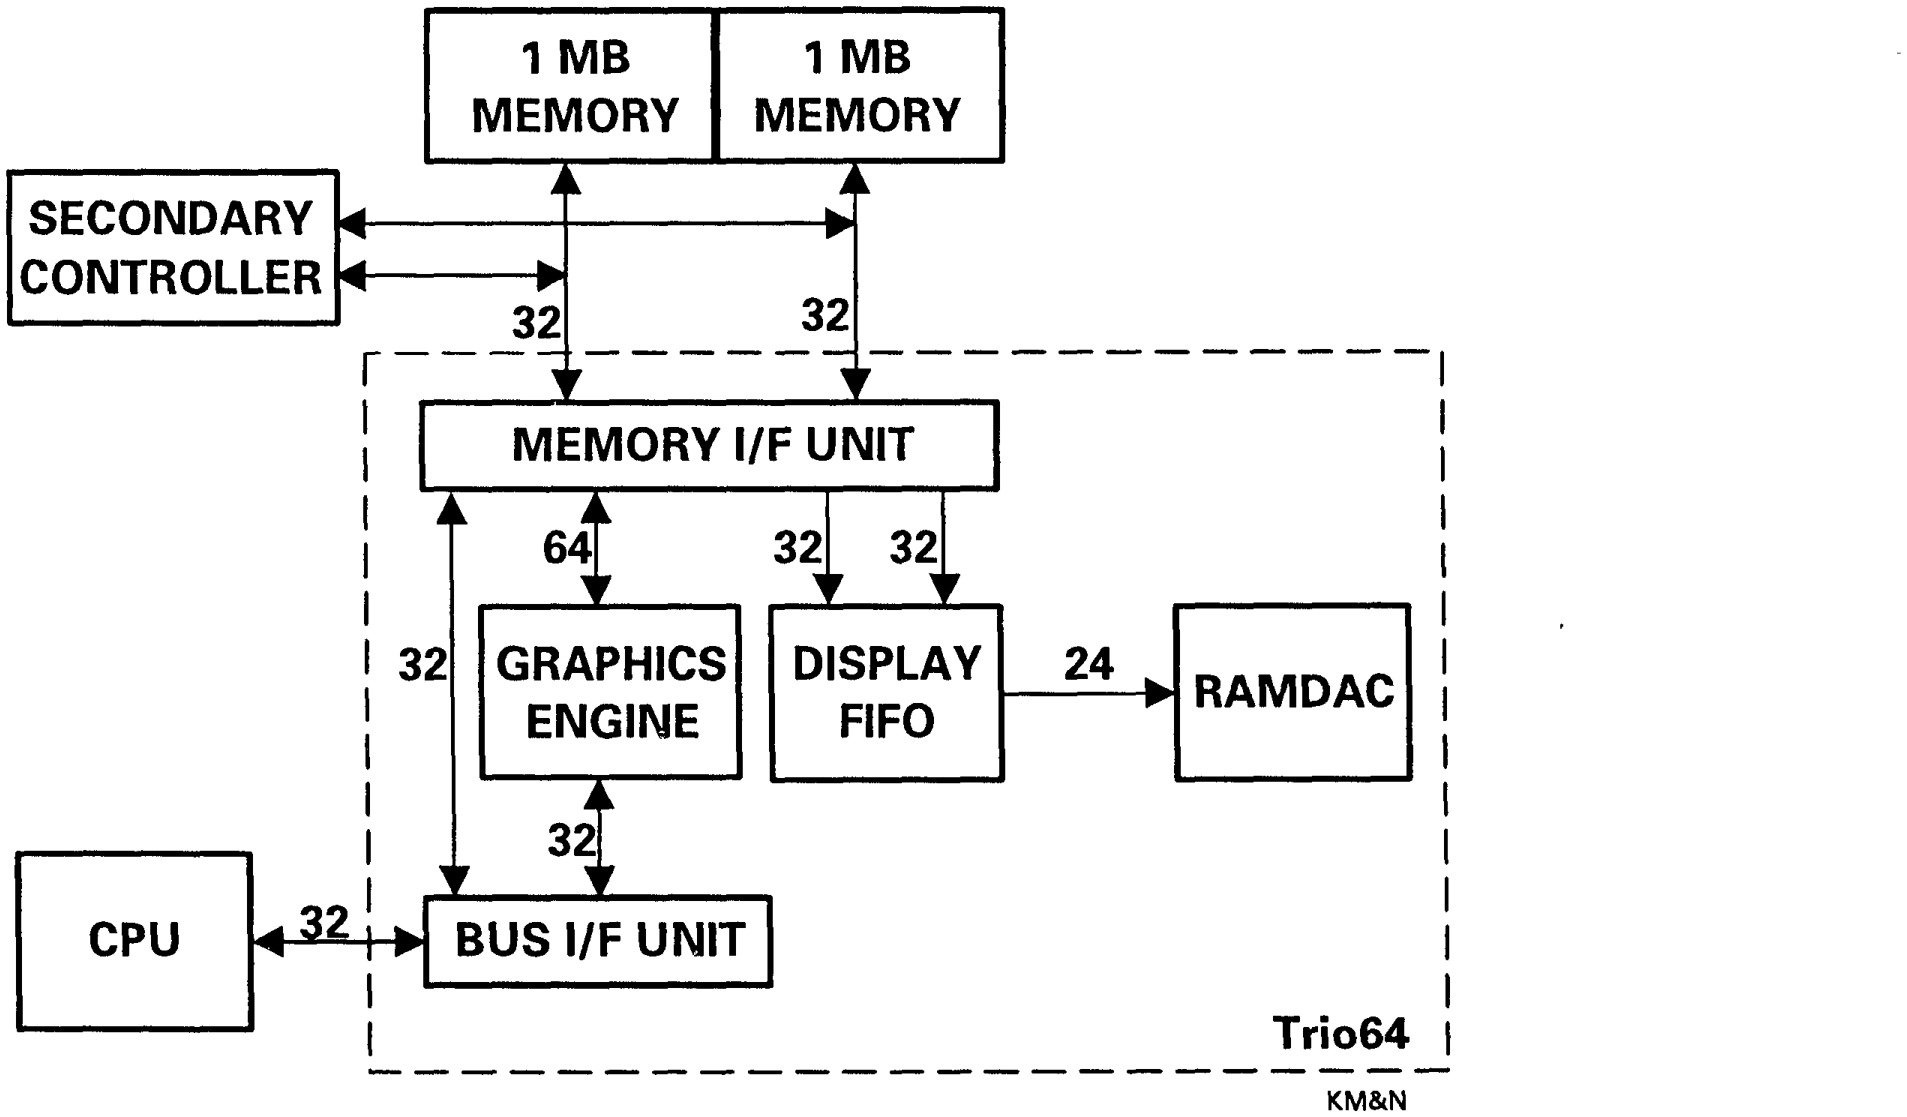 1 MB
MEMORY
1 MB
MEMORY
SECONDARY
CONTROLLER
32
32
MEMORY I/F UNIT
64
32
32
32
GRAPHICS
ENGINE
DISPLAY
FIFO
24
RAMDAC
32
CPU
32
BUS I/F UNIT
Trio64
KM&N